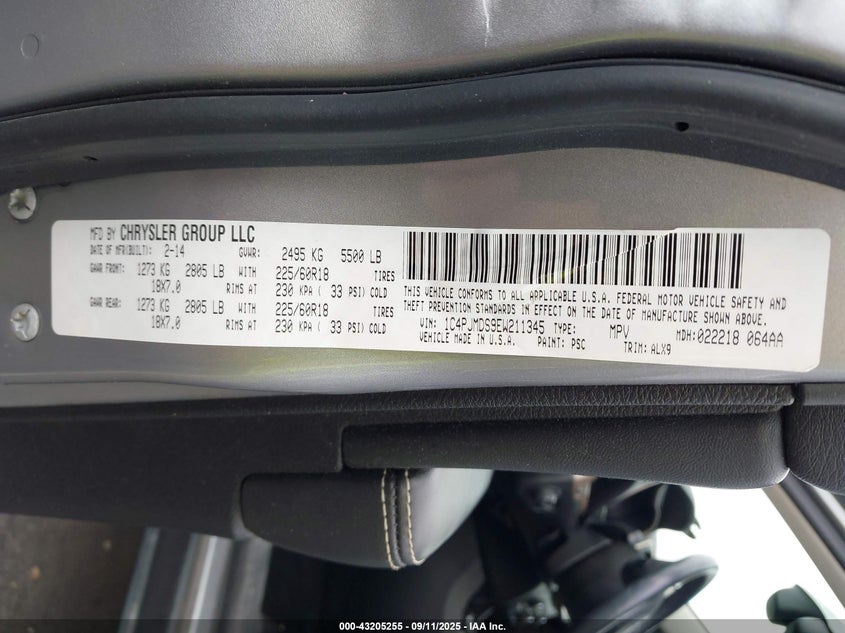 MFD BY CHRYSLER GROUP LLC
DATE OF MFR(BUILT): 2-14 GVWR: 2495 KG 5500 LB
GAWR FRONT: 1273 KG 2805 LB WITH 225/60R18 TIRES
18X7.0 RIMS AT 230 KPA ( 33 PSI) COLD
GAWR REAR: 1273 KG 2805 LB WITH 225/60R18 TIRES
18X7.0 RIMS AT 230 KPA ( 33 PSI) COLD
THIS VEHICLE CONFORMS TO ALL APPLICABLE U.S.A. FEDERAL MOTOR VEHICLE SAFETY AND
THEFT PREVENTION STANDARDS IN EFFECT ON THE DATE OF MANUFACTURE SHOWN ABOVE.
VIN: 1C4PJMDS9EW211345 TYPE: MPV MDH:022218 064AA
VEHICLE MADE IN U.S.A. PAINT: PSC TRIM: ALX9
000-43205255 - 09/11/2025 - IAA Inc.